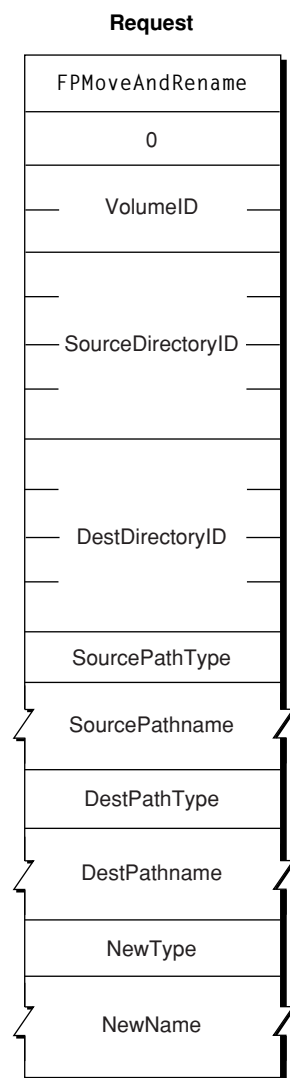 Request
FPMoveAndRename
0
VolumeID
SourceDirectoryID
DestDirectoryID
SourcePathType
SourcePathname
DestPathType
DestPathname
NewType
NewName